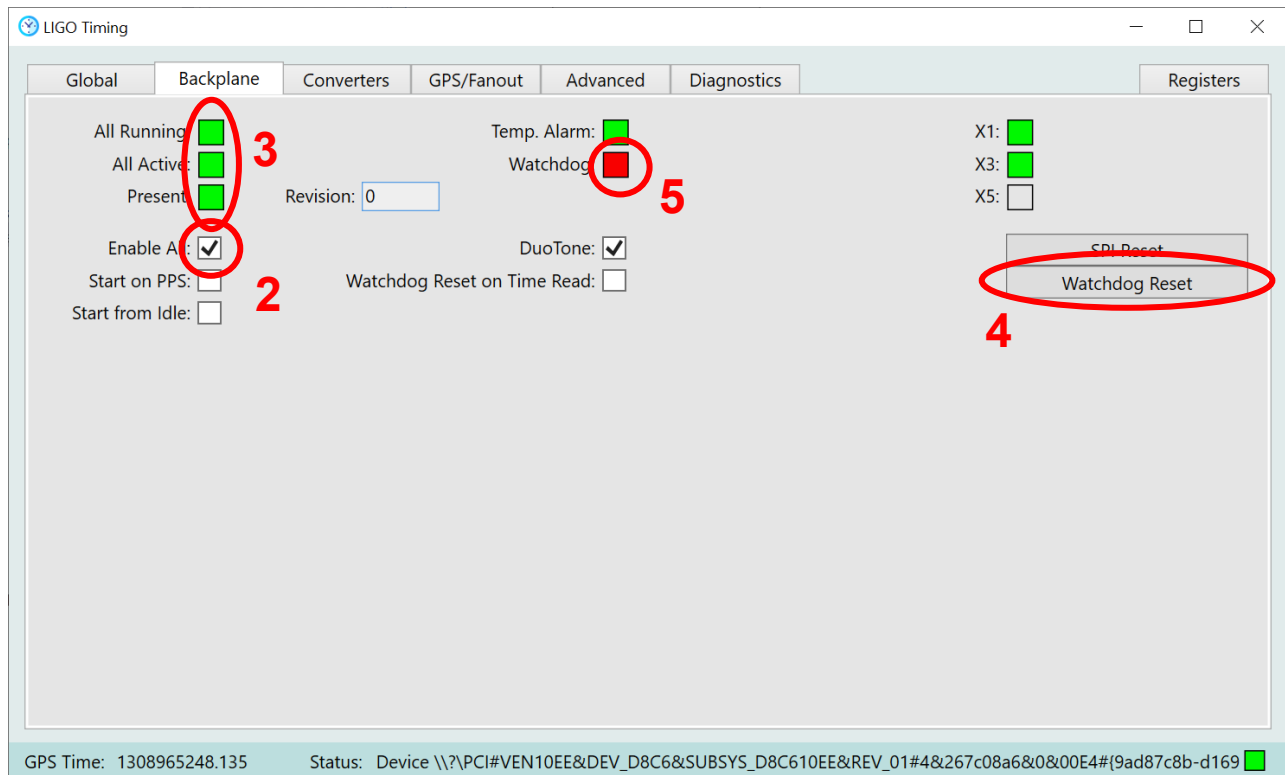 LIGO Timing
Global Backplane Converters GPS/Fanout Advanced Diagnostics Registers
All Running: Temp. Alarm: X1:
3
All Active: Watchdog: X3:
5
Present: Revision: 0 X5:
Enable All: DuoTone: SPI Reset
Start on PPS: Watchdog Reset on Time Read: Watchdog Reset
2
Start from Idle:
4
GPS Time: 1308965248.135 Status: Device \\?\PCI#VEN10EE&DEV_D8C6&SUBSYS_D8C610EE&REV_01#4&267c08a6&0&00E4#{9ad87c8b-d169